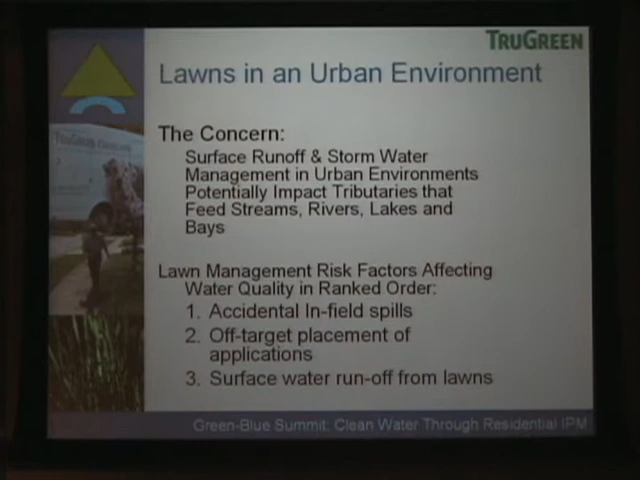 TRUGREEN
Lawns in an Urban Environment
The Concern:
Surface Runoff & Storm Water
Management in Urban Environments
Potentially Impact Tributaries that
Feed Streams, Rivers, Lakes and
Bays
Lawn Management Risk Factors Affecting
Water Quality in Ranked Order:
1. Accidental In-field spills
2. Off-target placement of
applications
3. Surface water run-off from lawns
Green-Blue Summit: Clean Water Through Residential IPM